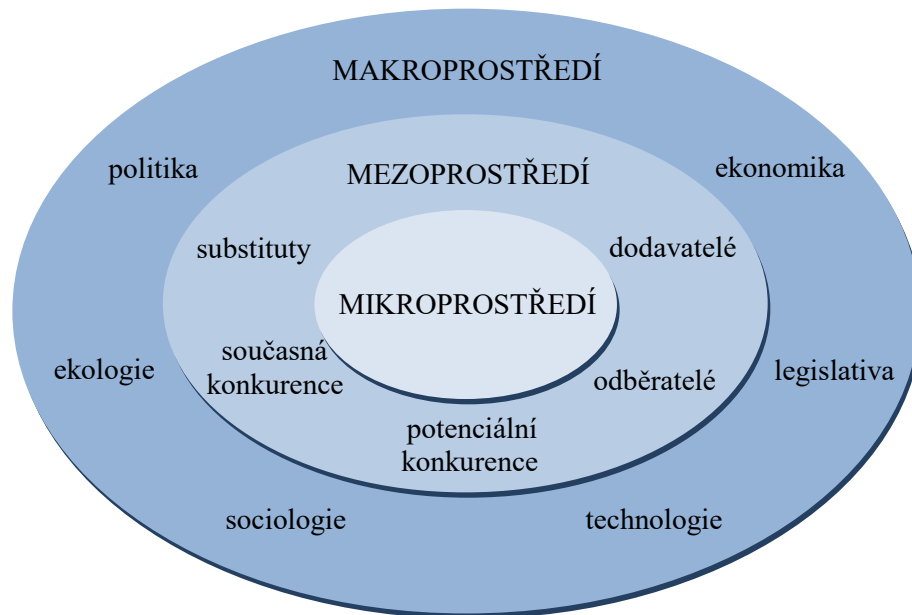 MAKROPROSTŘEDÍ
politika
ekonomika
MEZOPROSTŘEDÍ
substituty
dodavatelé
MIKROPROSTŘEDÍ
současná
konkurence
ekologie
odběratelé
legislativa
potenciální
konkurence
sociologie
technologie